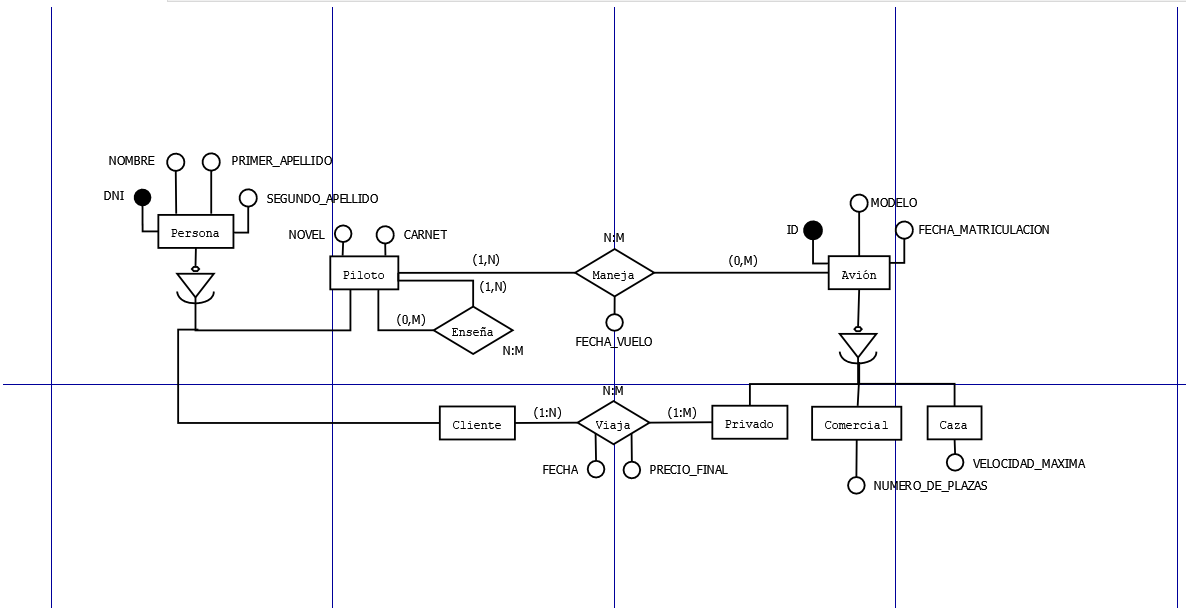 NOMBRE
PRIMER_APELLIDO
DNI
SEGUNDO_APELLIDO
Persona
NOVEL
CARNET
Piloto
(1,N)
(1,N)
(0,M)
Enseña
N:M
N:M
Maneja
FECHA_VUELO
(0,M)
MODELO
ID
FECHA_MATRICULACION
Avión
Cliente
(1:N)
N:M
Viaja
(1:M)
FECHA
PRECIO_FINAL
Privado
Comercial
Caza
VELOCIDAD_MAXIMA
NUMERO_DE_PLAZAS